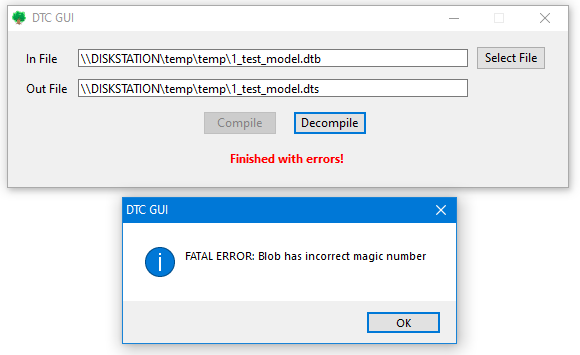 DTC GUI
In File \\DISKSTATION\temp\temp\1_test_model.dtb Select File
Out File \\DISKSTATION\temp\temp\1_test_model.dts
Compile Decompile
Finished with errors!
DTC GUI
FATAL ERROR: Blob has incorrect magic number
OK